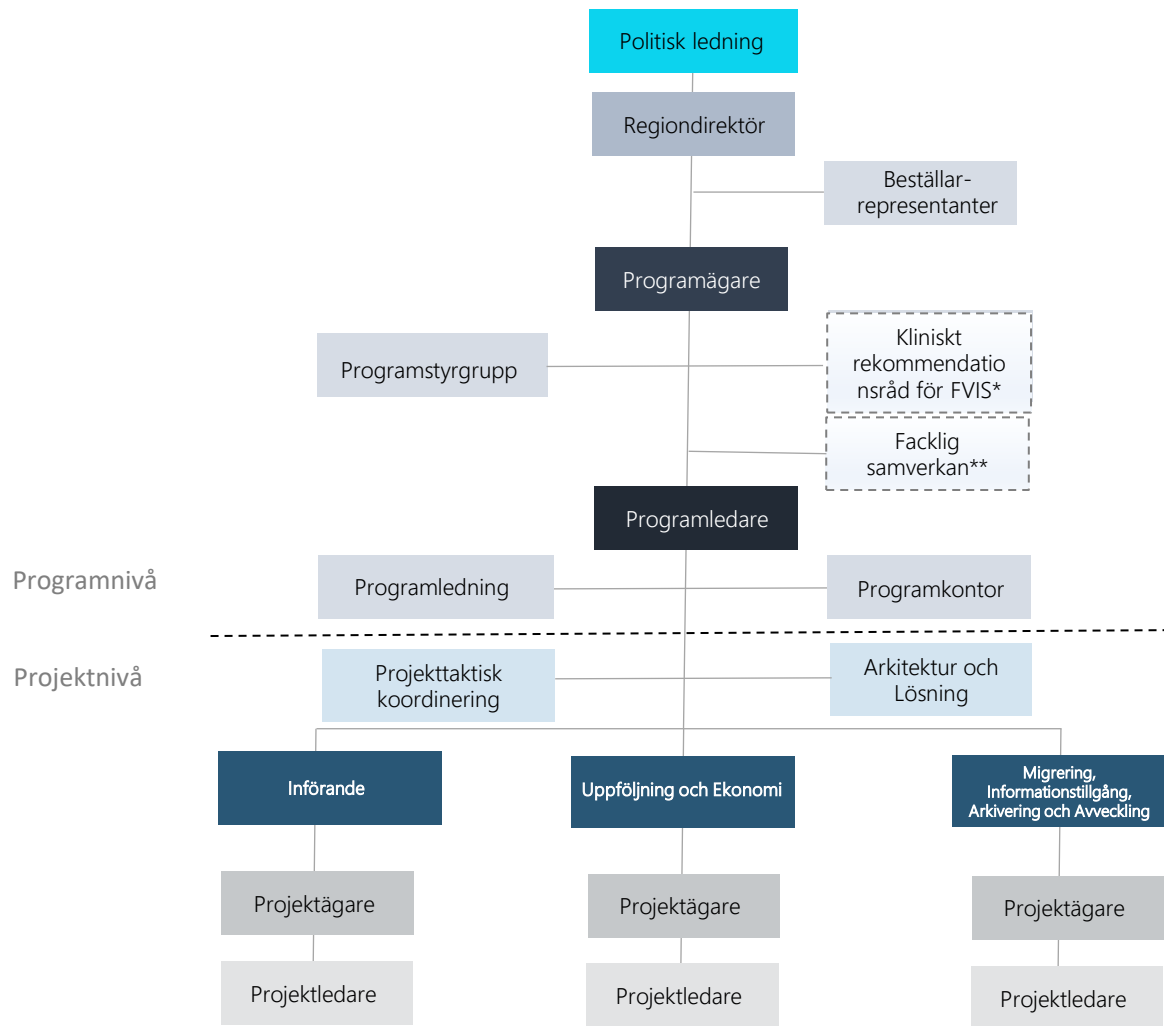 Politisk ledning
Regiondirektör
Beställar-
representanter
Programägare
Programstyrgrupp
Kliniskt
rekommendatio
nsråd för FVIS*
Facklig
samverkan**
Programledare
Programnivå
Programledning
Programkontor
Projektnivå
Projekttaktisk
koordinering
Arkitektur och
Lösning
Införande
Uppföljning och Ekonomi
Migrering,
Informationstillgång,
Arkivering och Avveckling
Projektägare
Projektägare
Projektägare
Projektledare
Projektledare
Projektledare